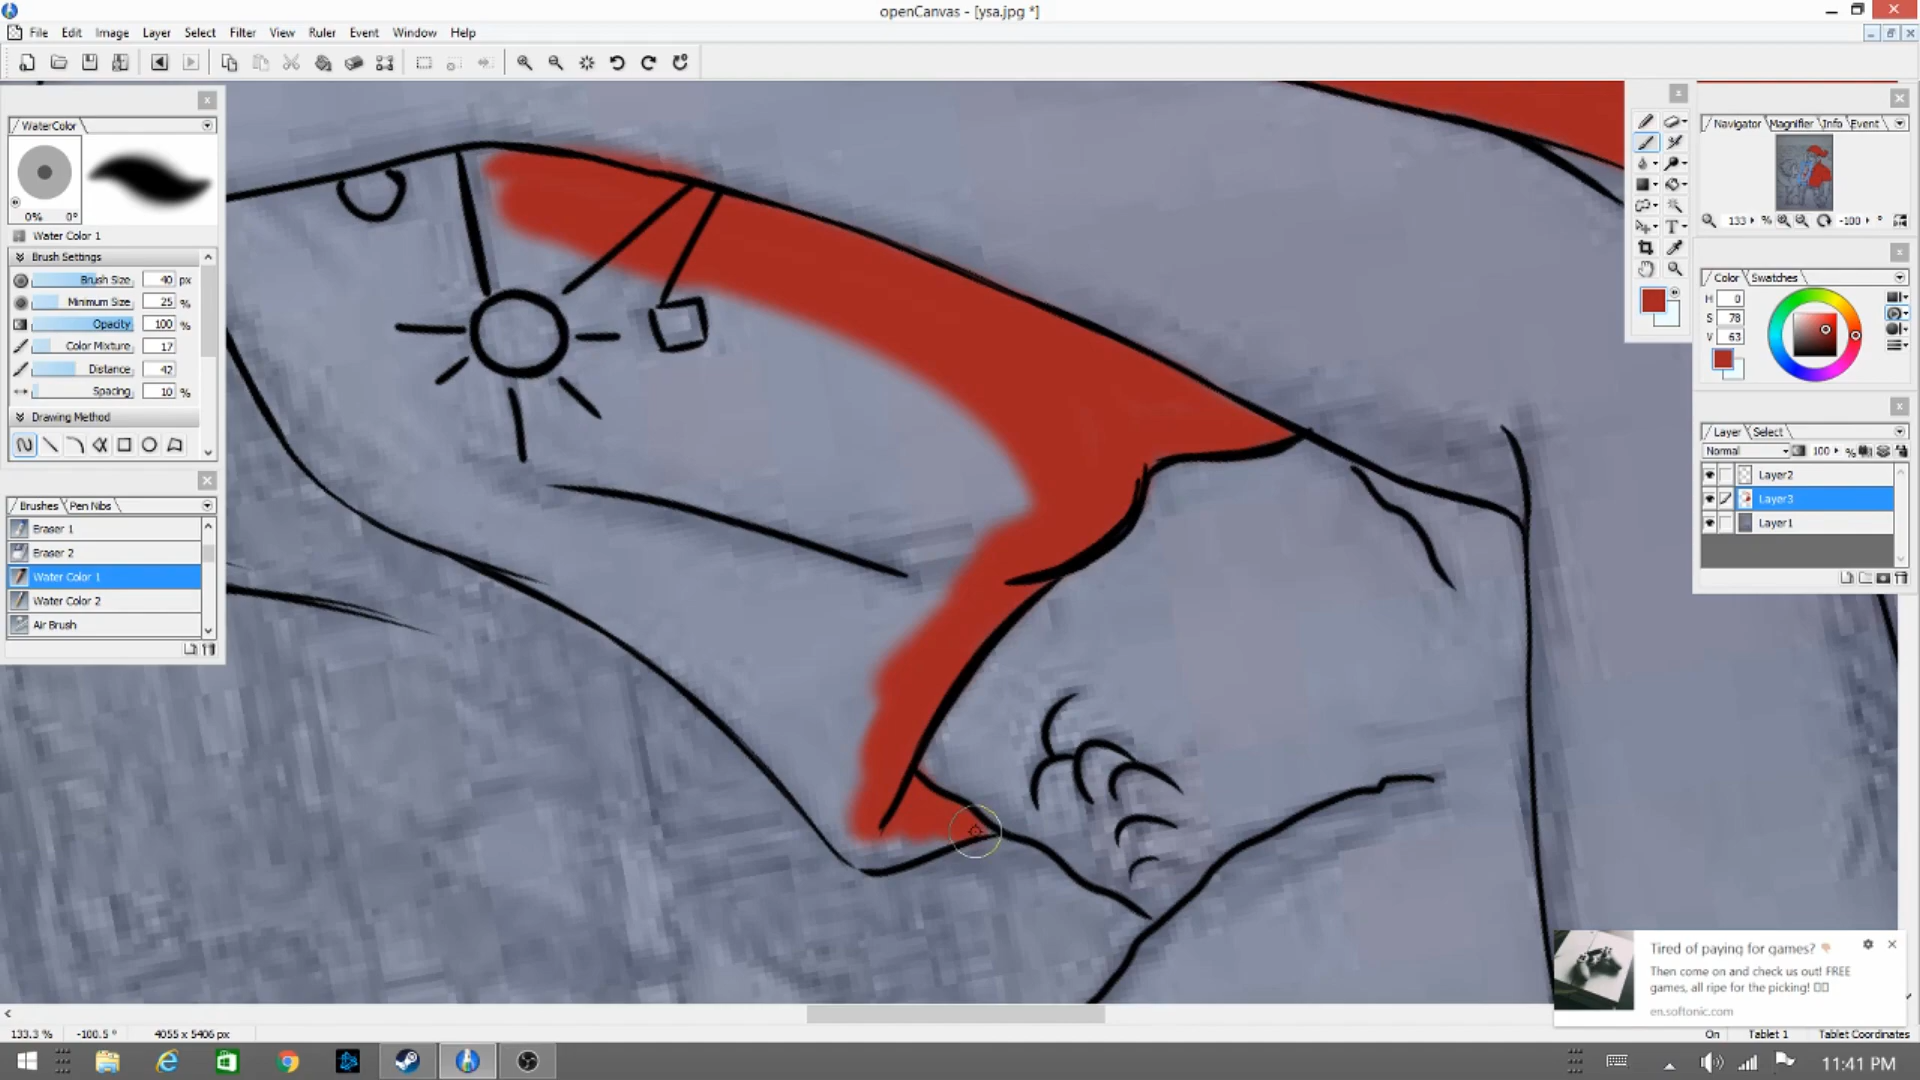 openCanvas - [ysa.jpg *]
File Edit Image Layer Select Filter View Ruler Event Window Help
WaterColor
0% 0°
Water Color 1
Brush Settings
Brush Size 40 px
Minimum Size 25 %
Opacity 100 %
Color Mixture 17
Distance 42
Spacing 10 %
Drawing Method
Brushes Pen Nibs
Eraser 1
Eraser 2
Water Color 1
Water Color 2
Air Brush
Navigator Magnifier Info Event
133 % -100 °
Color Swatches
H 0
S 78
V 63
Layer Select
Normal 100 %
Layer2
Layer3
Layer1
Tired of paying for games?
Then come on and check us out! FREE
games, all ripe for the picking!
en.softonic.com
133.3 % -100.5 ° 4055 x 5406 px On Tablet 1 Tablet Coordinates
11:41 PM